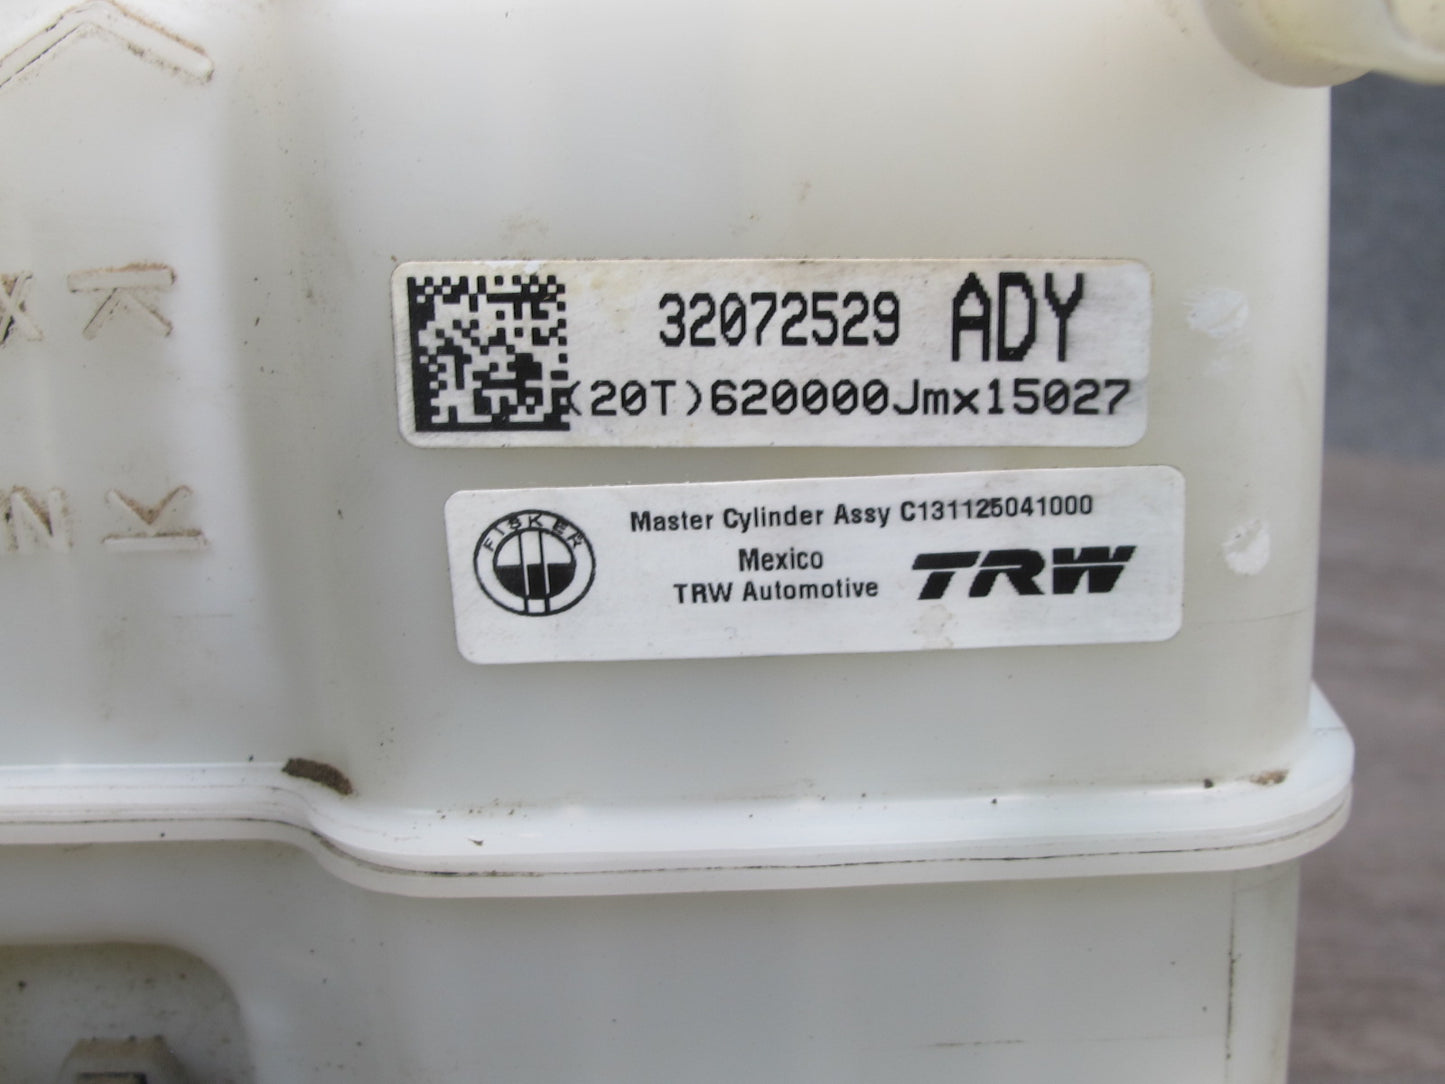 32072529 ADY
(20T)620000Jmx15027
FISKER
Master Cylinder Assy C131125041000
Mexico
TRW Automotive
TRW